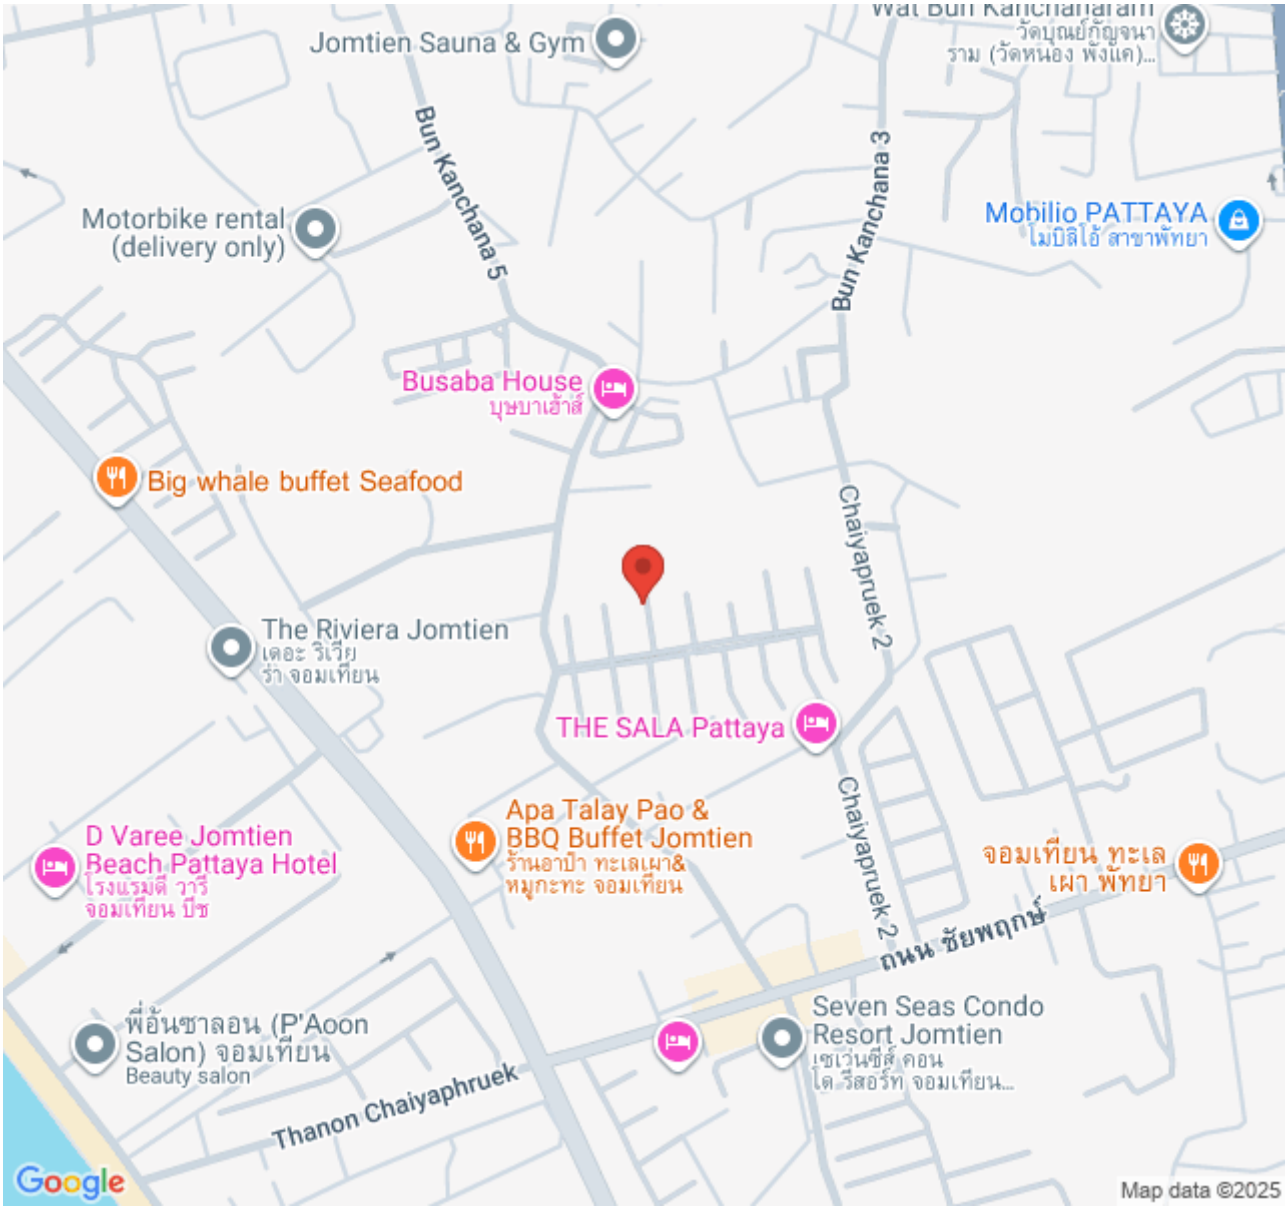 Wat Bun Kanchanaram
วัดบุณย์กัญจนา
ราม (วัดหนอง พังแค)...
Jomtien Sauna & Gym
Bun Kanchana 5
Bun Kanchana 3
Motorbike rental
(delivery only)
Mobilio PATTAYA
โมบิลิโอ้ สาขาพัทยา
Busaba House
บุษบาเฮ้าส์
Big whale buffet Seafood
Chaiyapruek 2
The Riviera Jomtien
เดอะ ริเวีย
ร่า จอมเทียน
THE SALA Pattaya
Chaiyapruek 2
Apa Talay Pao &
BBQ Buffet Jomtien
ร้านอาป๋า ทะเลเผา&
หมูกะทะ จอมเทียน
D Varee Jomtien
Beach Pattaya Hotel
โรงแรมดี วารี
จอมเทียน บีช
จอมเทียน ทะเล
เผา พัทยา
ถนน ชัยพฤกษ์
พี่อ้นซาลอน (P'Aoon
Salon) จอมเทียน
Beauty salon
Seven Seas Condo
Resort Jomtien
เซเว่นซีส์ คอน
โด รีสอร์ท จอมเทียน...
Thanon Chaiyaphruek
Google
Map data ©2025